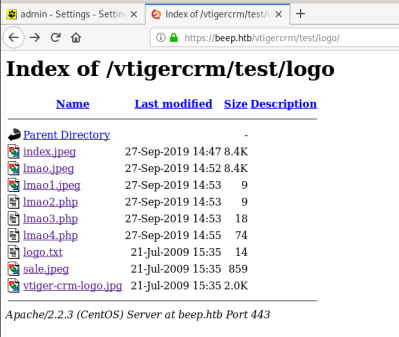 admin - Settings - Settin
Index of /vtigercrm/test/l
https://beep.htb/vtigercrm/test/logo/
Index of /vtigercrm/test/logo
Name Last modified Size Description
Parent Directory -
index.jpeg 27-Sep-2019 14:47 8.4K
lmao.jpeg 27-Sep-2019 14:52 8.4K
lmao1.jpeg 27-Sep-2019 14:53 9
lmao2.php 27-Sep-2019 14:53 9
lmao3.php 27-Sep-2019 14:53 18
lmao4.php 27-Sep-2019 14:55 74
logo.txt 21-Jul-2009 15:35 14
sale.jpeg 21-Jul-2009 15:35 859
vtiger-crm-logo.jpg 21-Jul-2009 15:35 2.0K
Apache/2.2.3 (CentOS) Server at beep.htb Port 443